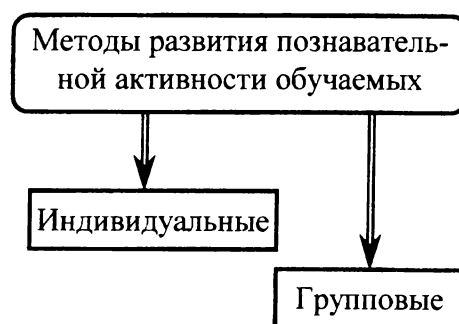 Методы развития познаватель-
ной активности обучаемых
Индивидуальные
Групповые